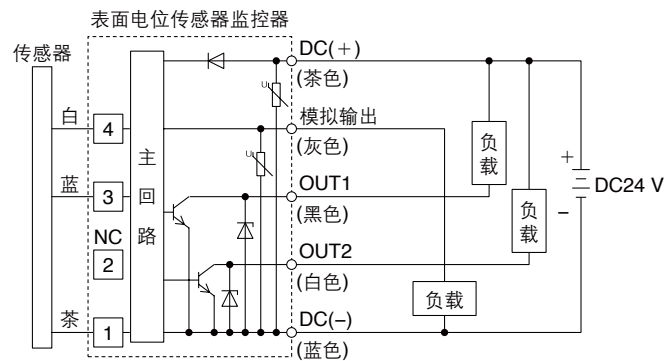 表面电位传感器监控器
传感器
DC(+)
(茶色)
白
4
主回路
U
模拟输出
(灰色)
负载
+
DC24 V
-
蓝
3
U
OUT1
(黑色)
负载
NC
2
OUT2
(白色)
负载
茶
1
DC(-)
(蓝色)